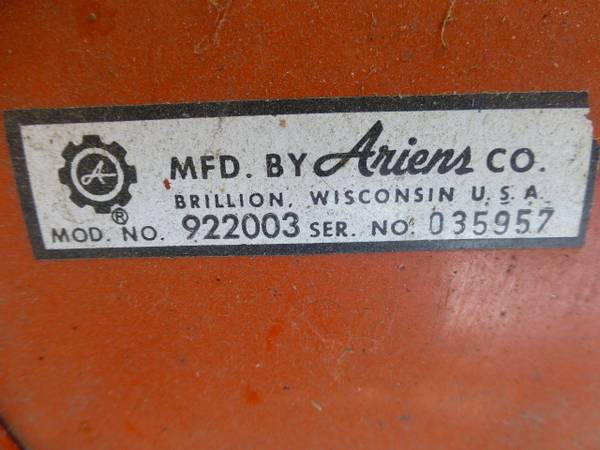 A
®
MFD. BY Ariens CO.
BRILLION, WISCONSIN U.S.A.
MOD. NO. 922003 SER. NO. 035957